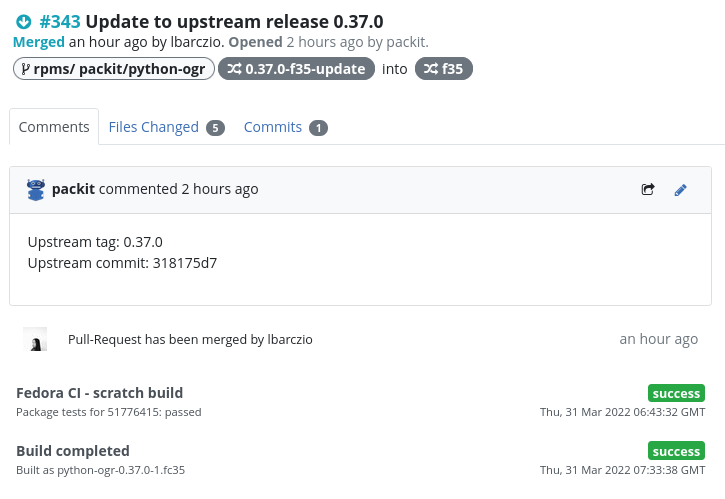 #343 Update to upstream release 0.37.0
Merged an hour ago by lbarczio. Opened 2 hours ago by packit.
rpms/ packit/python-ogr 0.37.0-f35-update into f35
Comments Files Changed 5 Commits 1
packit commented 2 hours ago
Upstream tag: 0.37.0
Upstream commit: 318175d7
Pull-Request has been merged by lbarczio an hour ago
Fedora CI - scratch build success
Package tests for 51776415: passed Thu, 31 Mar 2022 06:43:32 GMT
Build completed success
Built as python-ogr-0.37.0-1.fc35 Thu, 31 Mar 2022 07:33:38 GMT